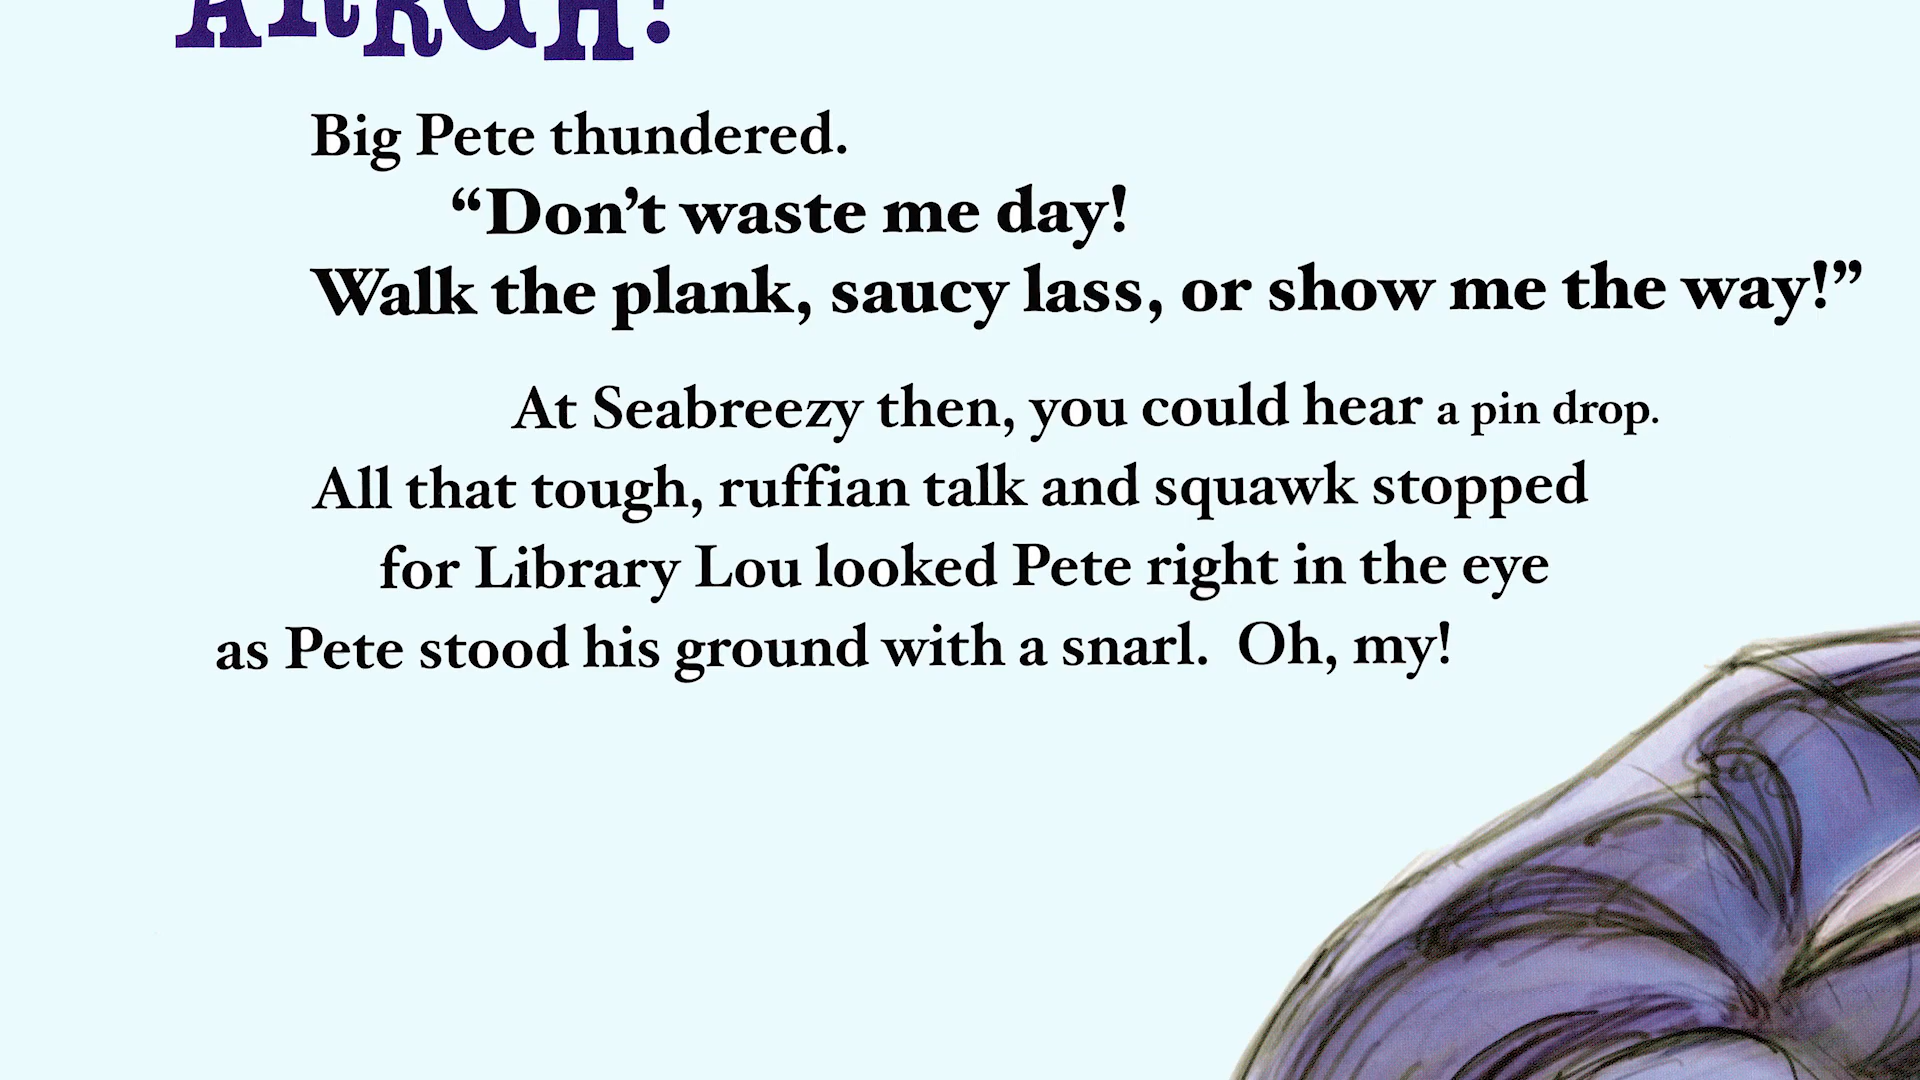 ARRGH!
Big Pete thundered.
“Don’t waste me day!
Walk the plank, saucy lass, or show me the way!”
At Seabreezy then, you could hear a pin drop.
All that tough, ruffian talk and squawk stopped
for Library Lou looked Pete right in the eye
as Pete stood his ground with a snarl.  Oh, my!